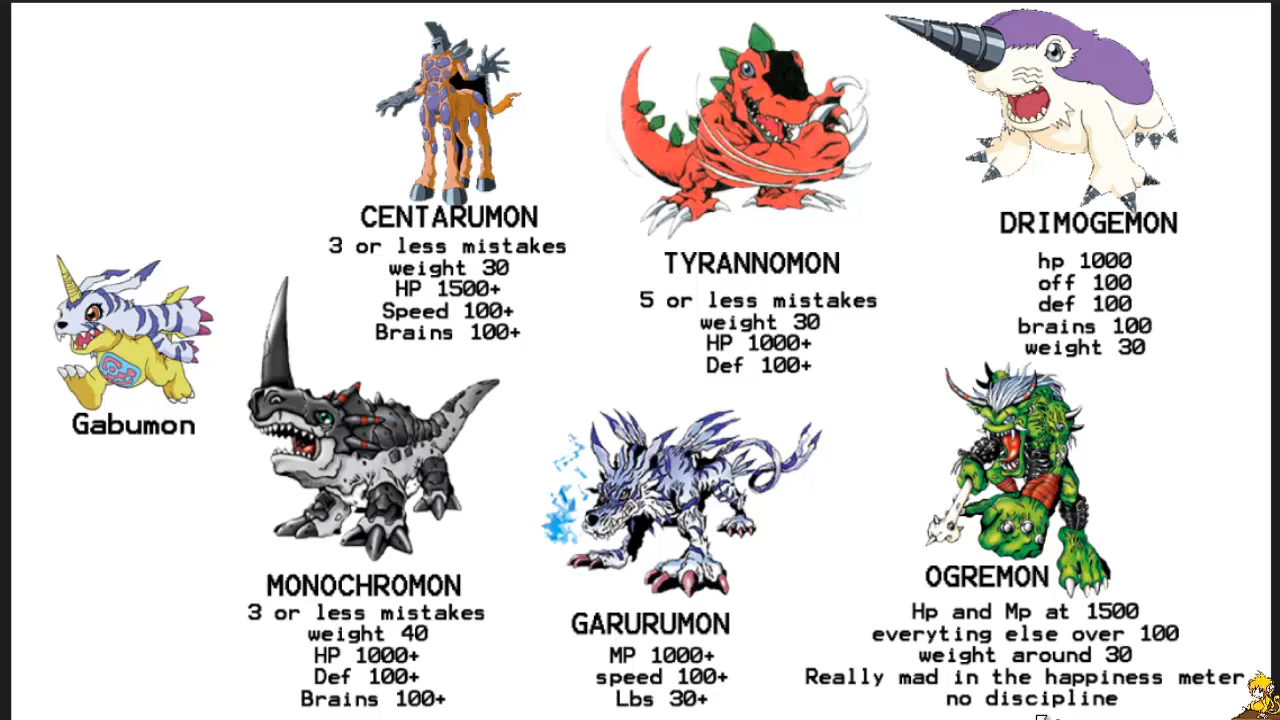 CENTARUMON
3 or less mistakes
weight 30
HP 1500+
Speed 100+
Brains 100+
TYRANNOMON
5 or less mistakes
weight 30
HP 1000+
Def 100+
DRIMOGEMON
hp 1000
off 100
def 100
brains 100
weight 30
Gabumon
MONOCHROMON
3 or less mistakes
weight 40
HP 1000+
Def 100+
Brains 100+
GARURUMON
MP 1000+
speed 100+
Lbs 30+
OGREMON
Hp and Mp at 1500
everyting else over 100
weight around 30
Really mad in the happiness meter
no discipline